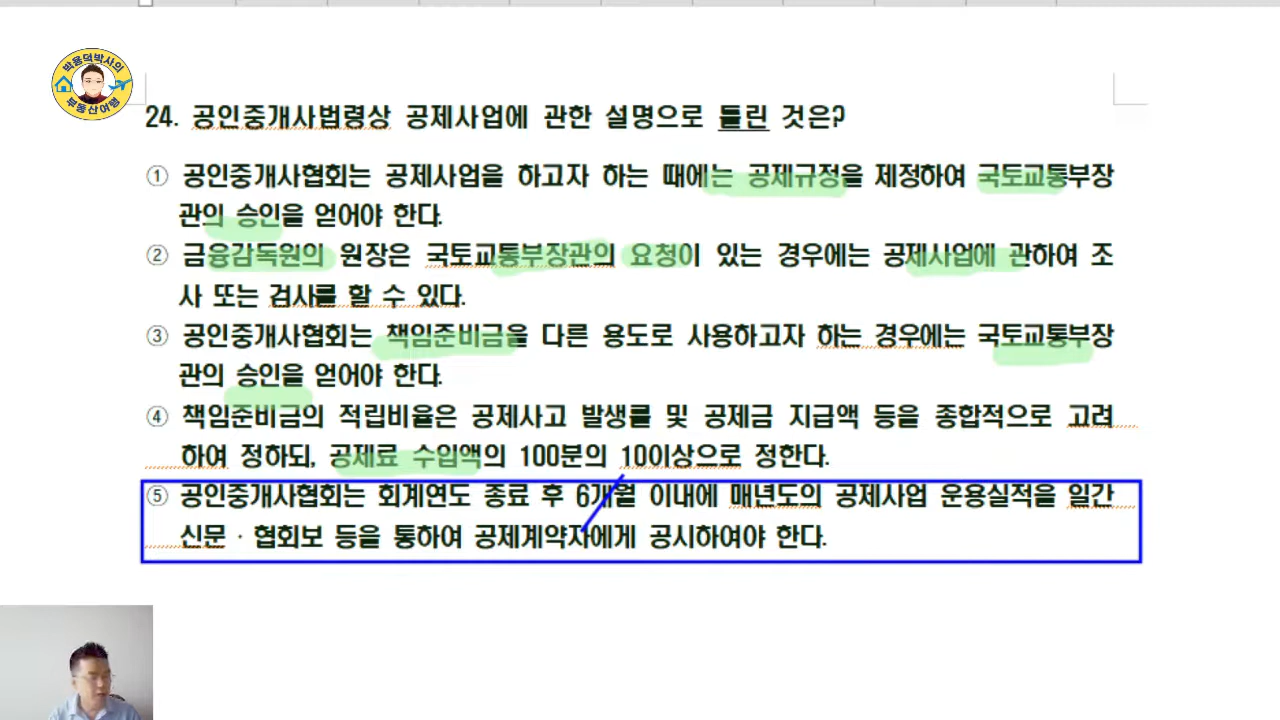 박용덕박사의
부동산여행
24. 공인중개사법령상 공제사업에 관한 설명으로 틀린 것은?
① 공인중개사협회는 공제사업을 하고자 하는 때에는 공제규정을 제정하여 국토교통부장
관의 승인을 얻어야 한다.
② 금융감독원의 원장은 국토교통부장관의 요청이 있는 경우에는 공제사업에 관하여 조
사 또는 검사를 할 수 있다.
③ 공인중개사협회는 책임준비금을 다른 용도로 사용하고자 하는 경우에는 국토교통부장
관의 승인을 얻어야 한다.
④ 책임준비금의 적립비율은 공제사고 발생률 및 공제금 지급액 등을 종합적으로 고려
하여 정하되, 공제료 수입액의 100분의 10이상으로 정한다.
⑤ 공인중개사협회는 회계연도 종료 후 6개월 이내에 매년도의 공제사업 운용실적을 일간
신문·협회보 등을 통하여 공제계약자에게 공시하여야 한다.